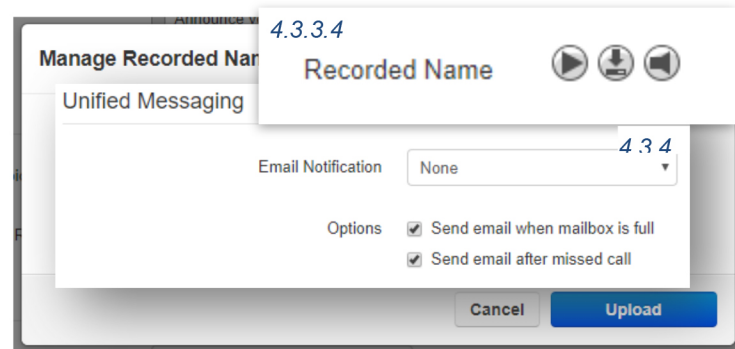 Announce v
4.3.3.4
Manage Recorded Nar
Recorded Name
Unified Messaging
4.3.4
Email Notification
None
Options
Send email when mailbox is full
Send email after missed call
Cancel
Upload